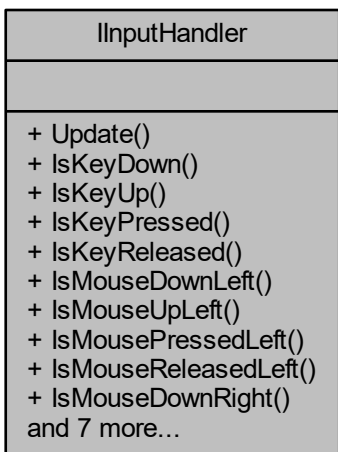 IInputHandler
+ Update()
+ IsKeyDown()
+ IsKeyUp()
+ IsKeyPressed()
+ IsKeyReleased()
+ IsMouseDownLeft()
+ IsMouseUpLeft()
+ IsMousePressedLeft()
+ IsMouseReleasedLeft()
+ IsMouseDownRight()
and 7 more...